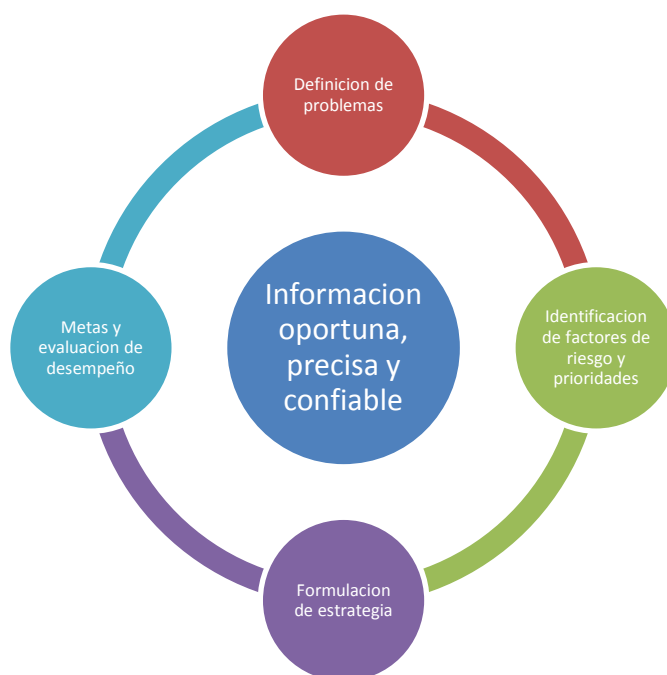 Definicion de
problemas
Informacion
oportuna,
precisa y
confiable
Identificacion
de factores de
riesgo y
prioridades
Metas y
evaluacion de
desempeño
Formulacion
de estrategia